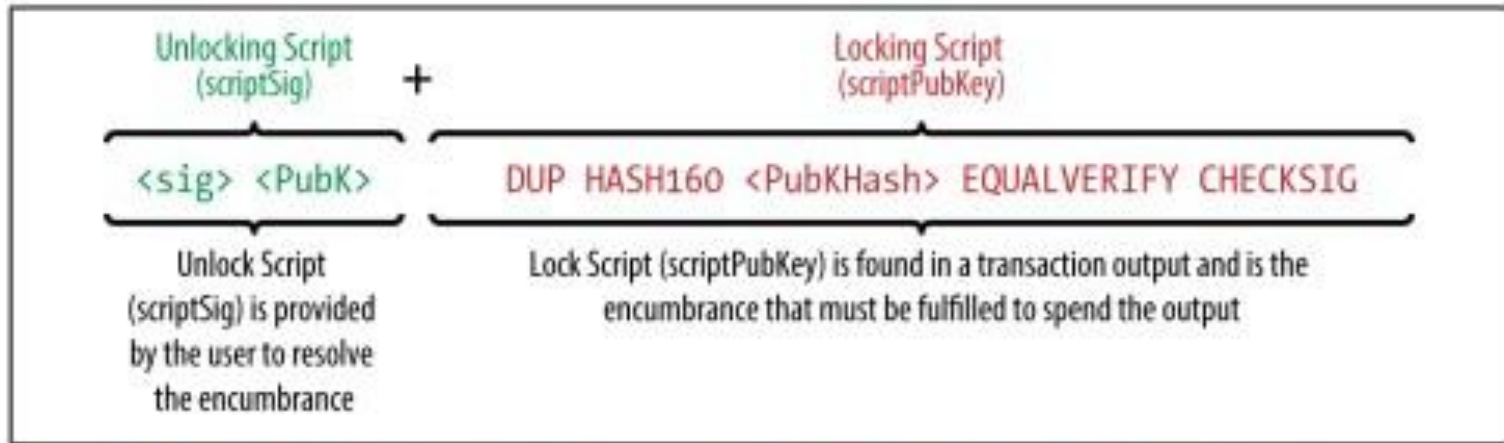 Unlocking Script
(scriptSig)
+
Locking Script
(scriptPubKey)
<sig> <PubK>
DUP HASH160 <PubKHash> EQUALVERIFY CHECKSIG
Unlock Script
(scriptSig) is provided
by the user to resolve
the encumbrance
Lock Script (scriptPubKey) is found in a transaction output and is the
encumbrance that must be fulfilled to spend the output